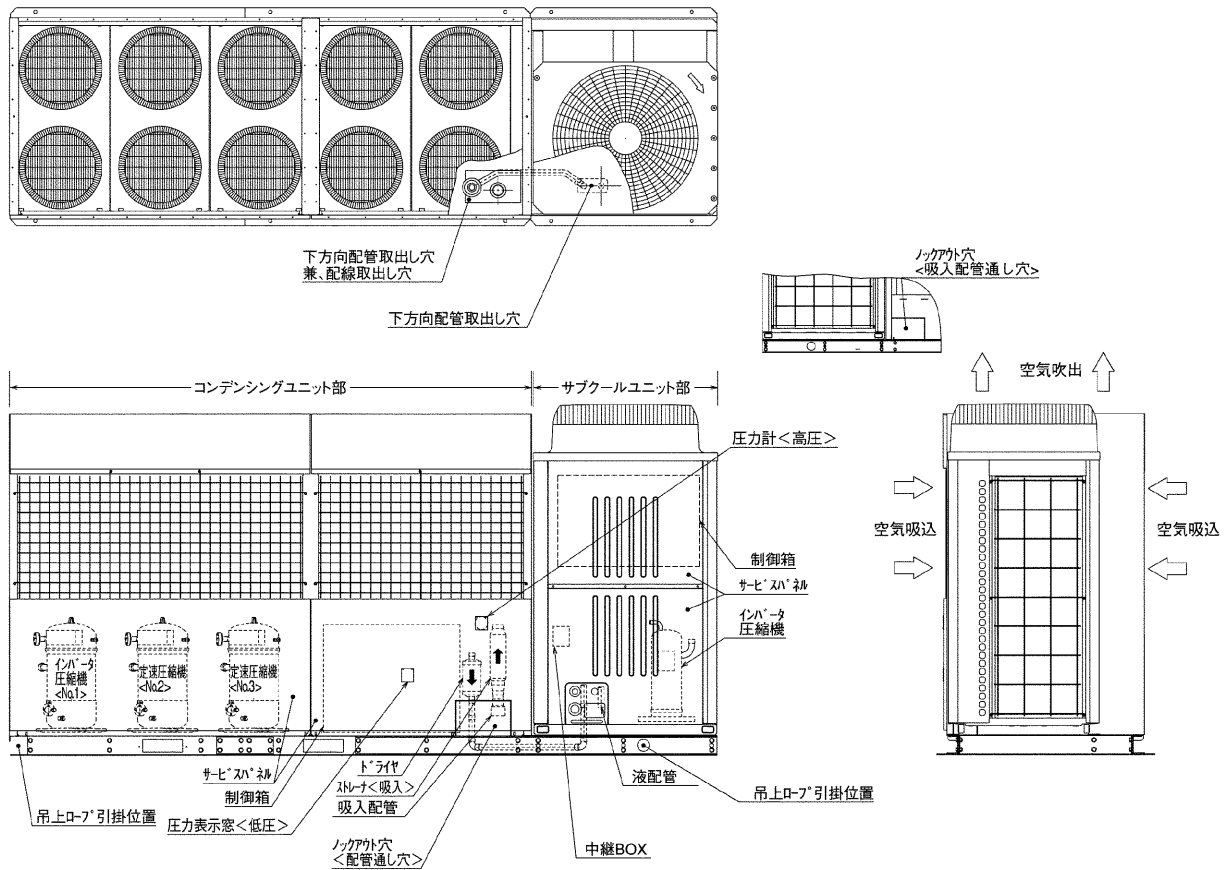 下方向配管取出し穴
兼、配線取出し穴
下方向配管取出し穴
ノックアウト穴
<吸入配管通し穴>
コンデンシングユニット部
サブクールユニット部
空気吹出
圧力計<高圧>
空気吸込
空気吸込
制御箱
サービスパネル
インバータ
圧縮機
インバータ
圧縮機
<No.1>
定速圧縮機
<No.2>
定速圧縮機
<No.3>
サービスパネル
制御箱
吊上ロープ引掛位置
圧力表示窓<低圧>
ドライヤ
ストレーナ<吸入>
吸入配管
ノックアウト穴
<配管通し穴>
液配管
中継BOX
吊上ロープ引掛位置